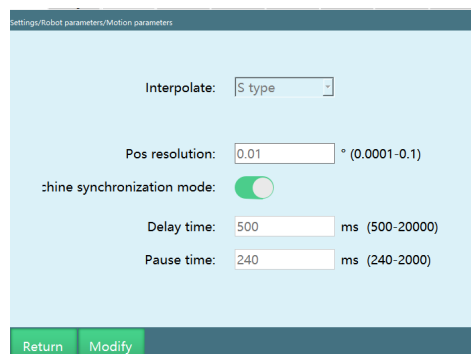 Settings/Robot parameters/Motion parameters
Interpolate: S type
Pos resolution: 0.01 ° (0.0001-0.1)
chine synchronization mode:
Delay time: 500 ms (500-20000)
Pause time: 240 ms (240-2000)
Return Modify